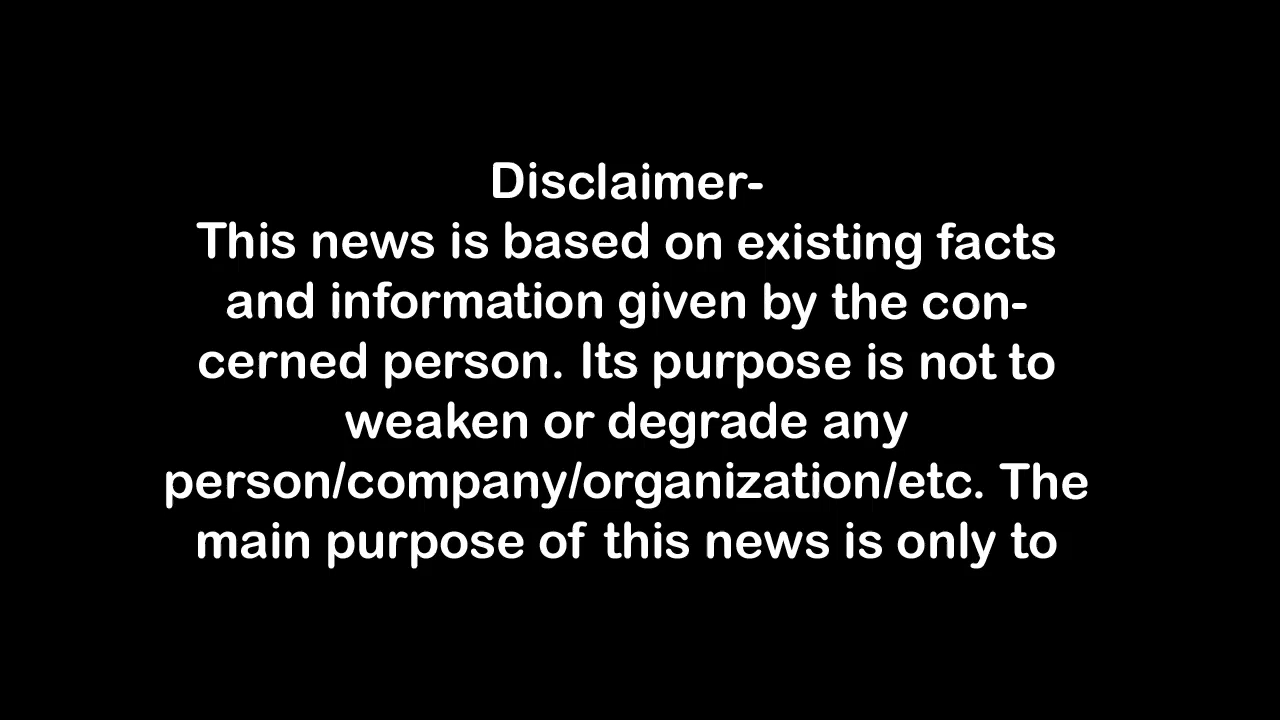 Disclaimer-
This news is based on existing facts
and information given by the con-
cerned person. Its purpose is not to
weaken or degrade any
person/company/organization/etc. The
main purpose of this news is only to